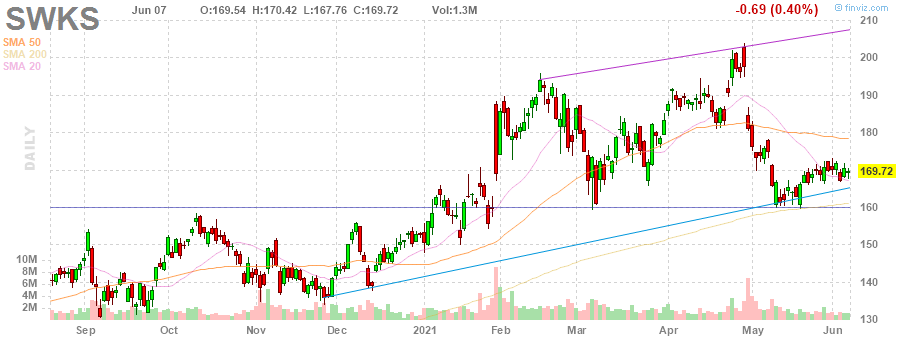 © finviz.com
SWKS Jun 07 O:169.54 H:170.42 L:167.76 C:169.72 Vol:1.3M -0.69 (0.40%)
SMA 50
SMA 200
SMA 20
DAILY
210
200
190
180
170
169.72
160
150
140
130
10M
8M
6M
4M
2M
Sep Oct Nov Dec 2021 Feb Mar Apr May Jun